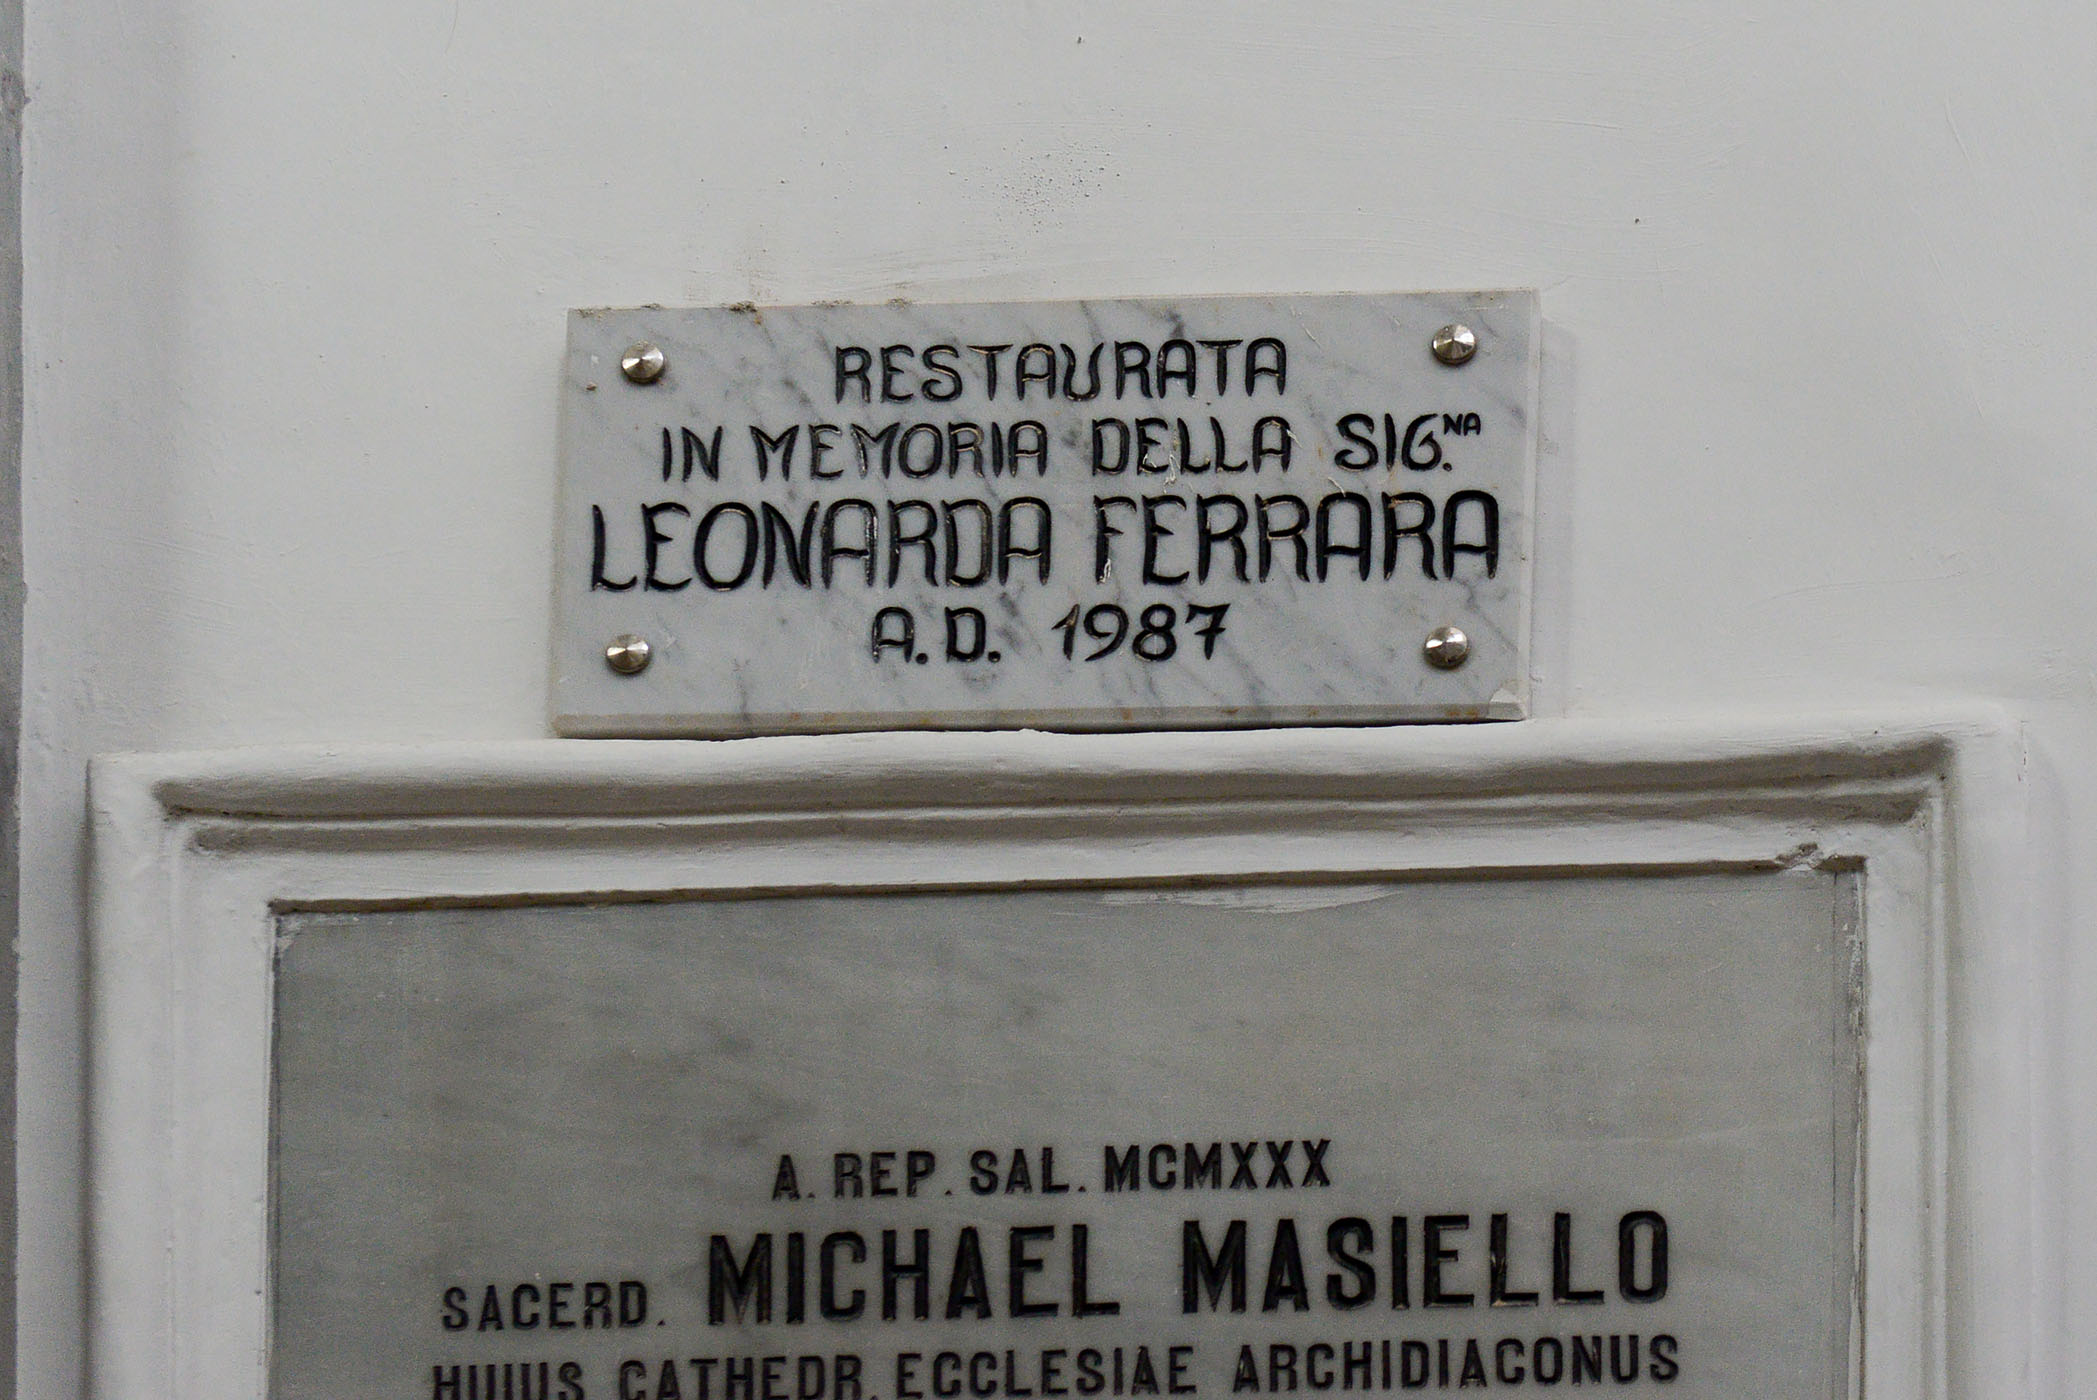 RESTAURATA
IN MEMORIA DELLA SIG.NA
LEONARDA FERRARA
A.D. 1987
A. REP. SAL. MCMXXX
SACERD. MICHAEL MASIELLO
HUIUS CATHEDR. ECCLESIAE ARCHIDIACONUS